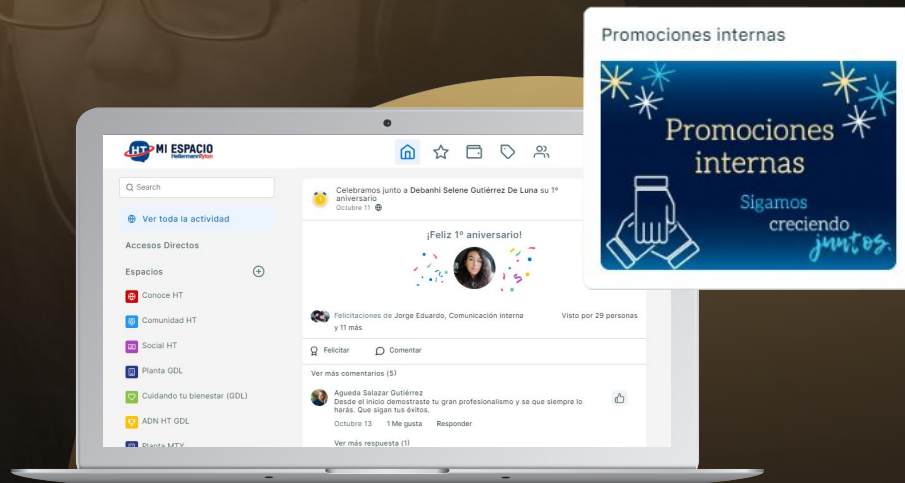 Promociones internas
Promociones
internas
Sigamos
creciendo
juntos.
HT MI ESPACIO
HellermannTyton
Search
Ver toda la actividad
Accesos Directos
Espacios
Conoce HT
Comunidad HT
Social HT
Planta GDL
Cuidando tu bienestar (GDL)
ADN HT GDL
Planta MTY
Celebramos junto a Debanhi Selene Gutiérrez De Luna su 1º
aniversario
Octubre 11
¡Feliz 1º aniversario!
Felicitaciones de Jorge Eduardo, Comunicación interna
y 11 más
Visto por 29 personas
Felicitar Comentar
Ver más comentarios (5)
Agueda Salazar Gutiérrez
Desde el inicio demostraste tu gran profesionalismo y se que siempre lo
harás. Que sigan tus éxitos.
Octubre 13 1 Me gusta Responder
Ver más respuesta (1)